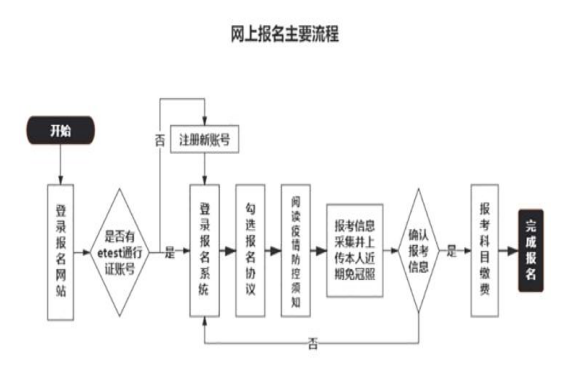 网上报名主要流程
开始
登录报名网站
是否有
etest通行
证账号
否
注册新账号
是
登录报名系统
勾选报名协议
阅读疫情防控须知
报考信息
采集并上
传本人近
期免冠照
确认
报考
信息
是
报考科目缴费
完成报名
否